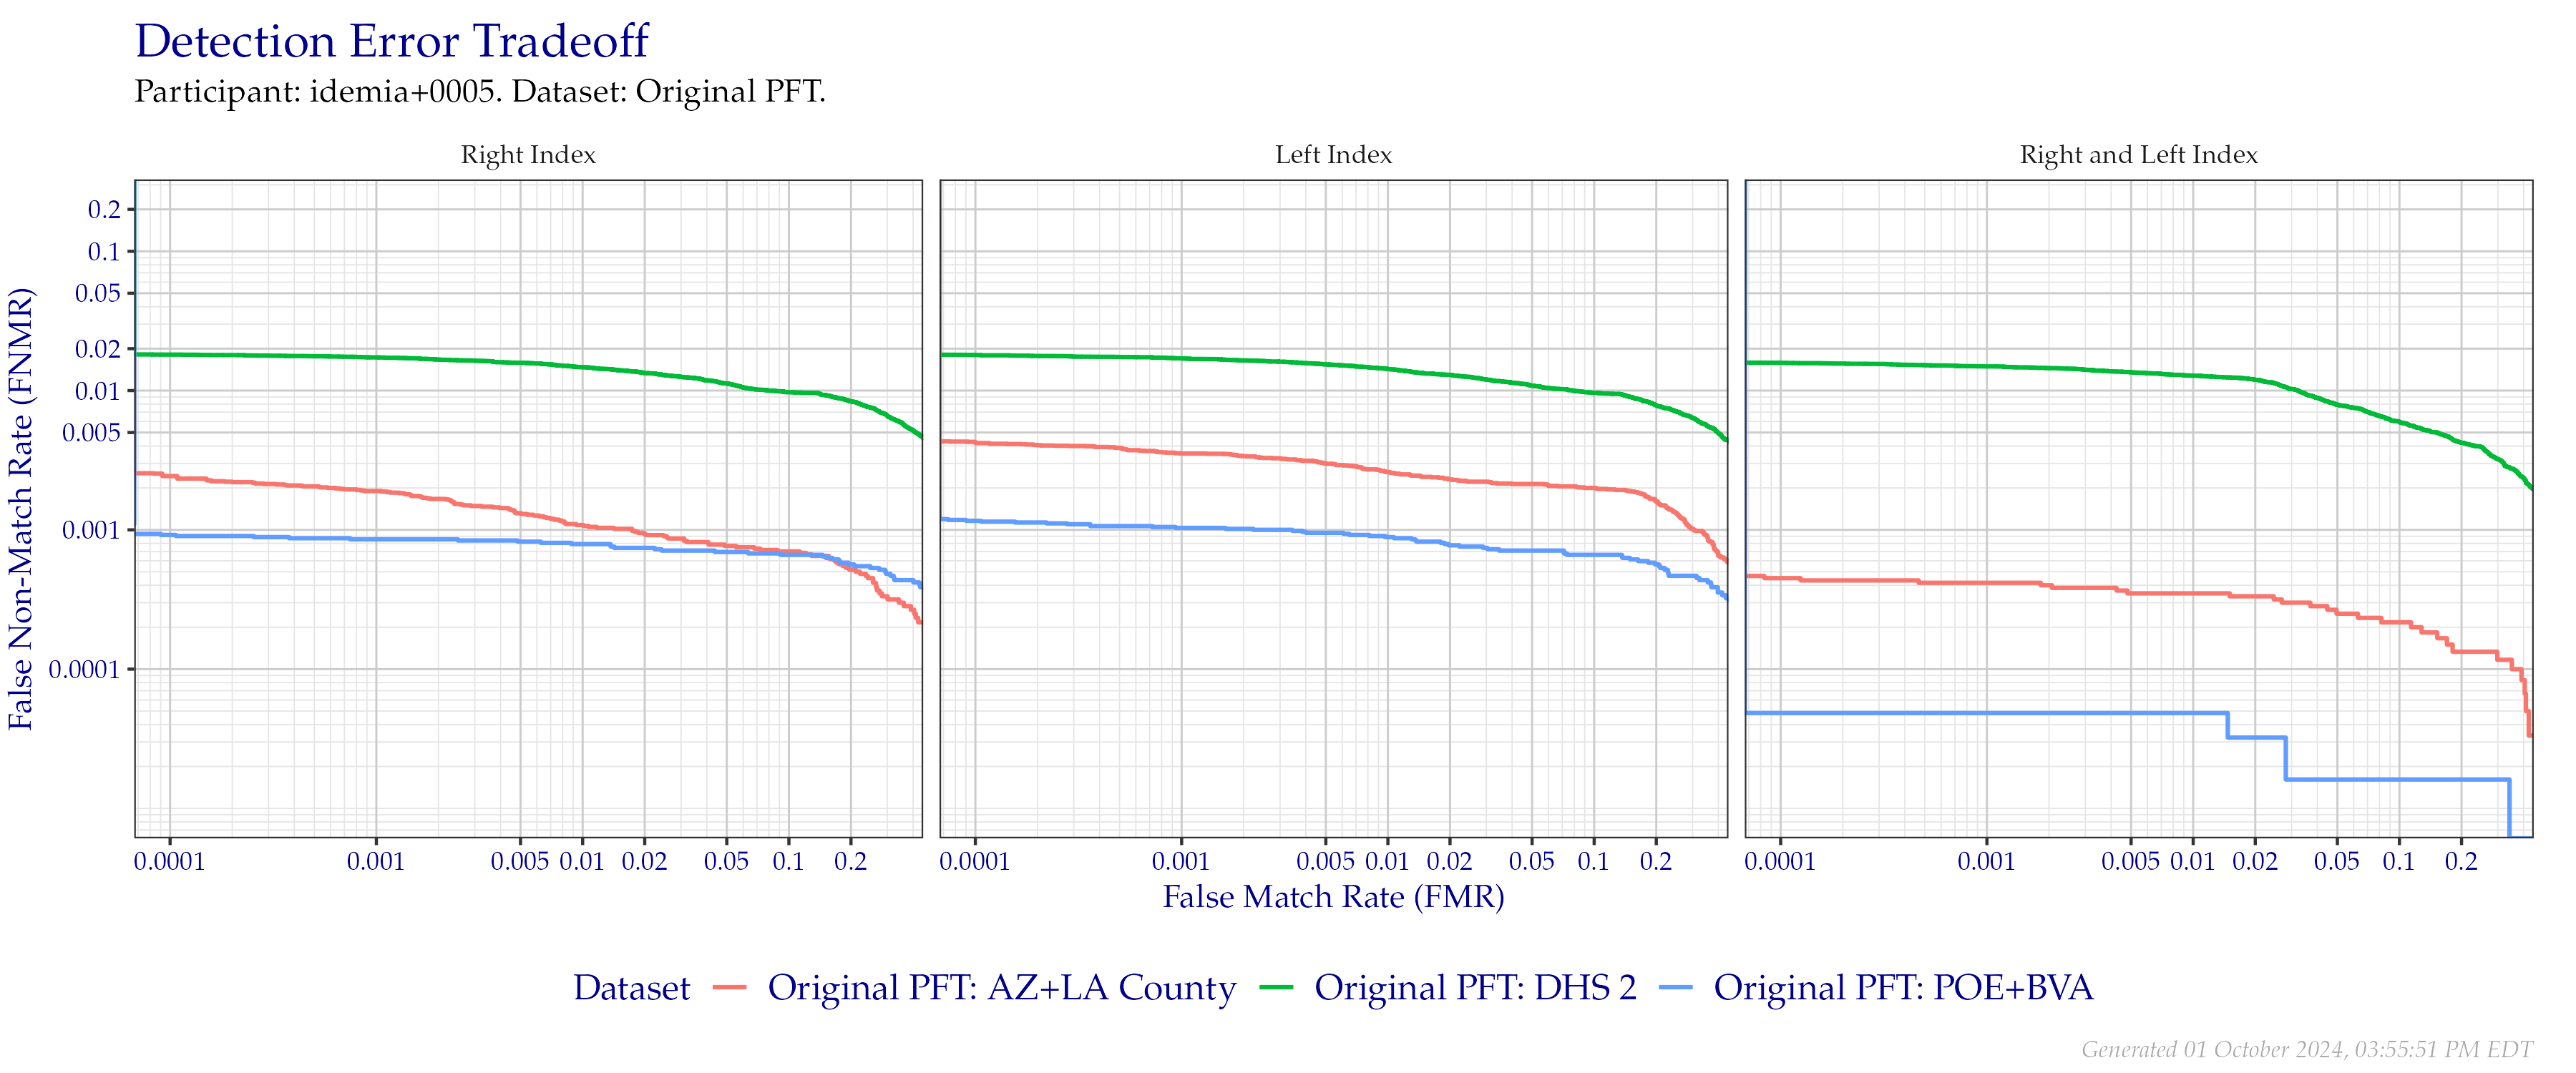 Detection Error Tradeoff
Participant: idemia+0005. Dataset: Original PFT.
Right Index Left Index Right and Left Index
False Non-Match Rate (FNMR)
0.2
0.1
0.05
0.02
0.01
0.005
0.001
0.0001
0.0001 0.001 0.005 0.01 0.02 0.05 0.1 0.2 0.0001 0.001 0.005 0.01 0.02 0.05 0.1 0.2 0.0001 0.001 0.005 0.01 0.02 0.05 0.1 0.2
False Match Rate (FMR)
Dataset Original PFT: AZ+LA County Original PFT: DHS 2 Original PFT: POE+BVA
Generated 01 October 2024, 03:55:51 PM EDT